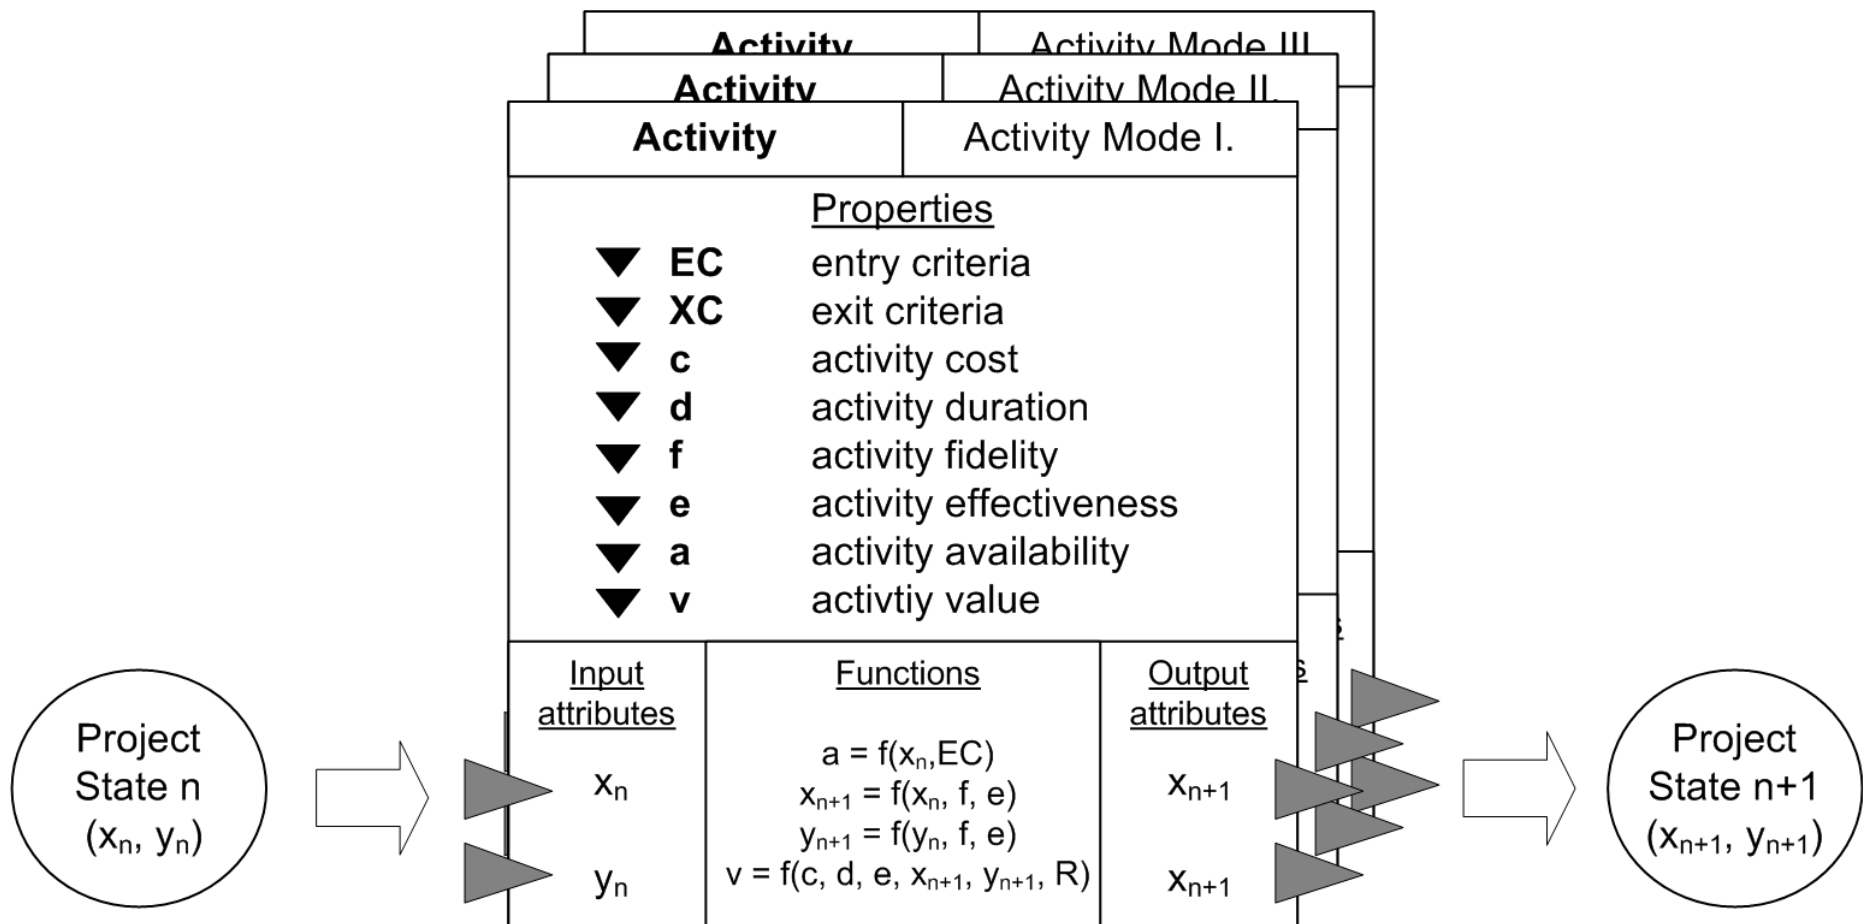 Activity Activity Mode III
Activity Activity Mode II.
Activity Activity Mode I.
Properties
EC entry criteria
XC exit criteria
c activity cost
d activity duration
f activity fidelity
e activity effectiveness
a activity availability
v activtiy value
Input
attributes
xₙ
yₙ
Functions
a = f(xₙ,EC)
xₙ₊₁ = f(xₙ, f, e)
yₙ₊₁ = f(yₙ, f, e)
v = f(c, d, e, xₙ₊₁, yₙ₊₁, R)
Output
attributes
xₙ₊₁
xₙ₊₁
s
s
Project
State n
(xₙ, yₙ)
Project
State n+1
(xₙ₊₁, yₙ₊₁)